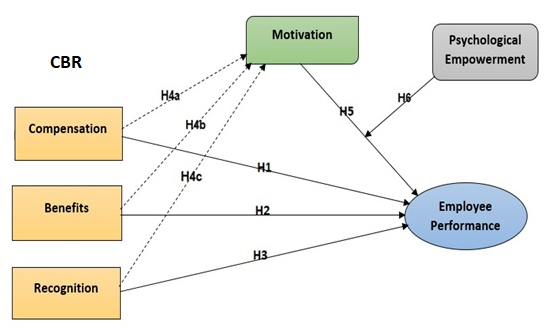 Motivation
Psychological
Empowerment
CBR
H4a
H5
H6
Compensation
H4b
H1
H4c
Benefits
H2
Employee
Performance
H3
Recognition